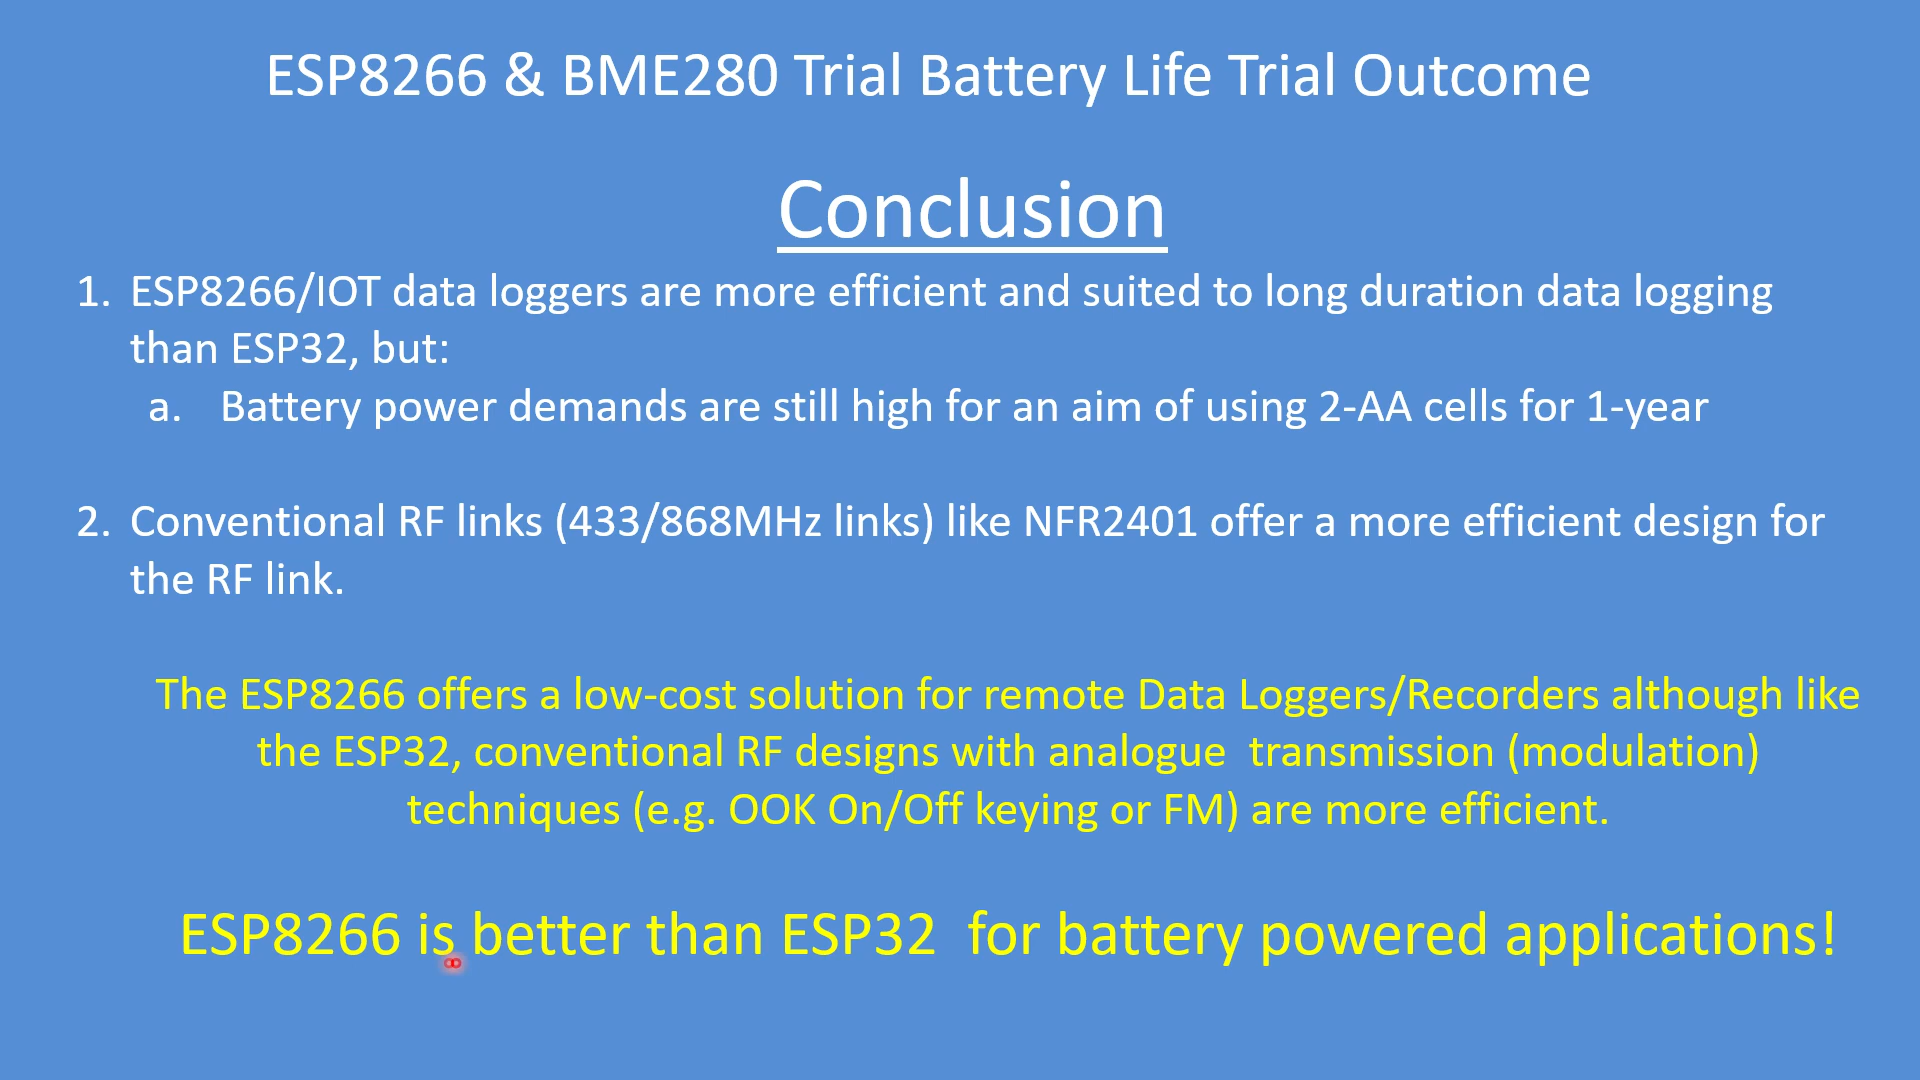 ESP8266 & BME280 Trial Battery Life Trial Outcome
Conclusion
1. ESP8266/IOT data loggers are more efficient and suited to long duration data logging
than ESP32, but:
a. Battery power demands are still high for an aim of using 2-AA cells for 1-year
2. Conventional RF links (433/868MHz links) like NFR2401 offer a more efficient design for
the RF link.
The ESP8266 offers a low-cost solution for remote Data Loggers/Recorders although like
the ESP32, conventional RF designs with analogue  transmission (modulation)
techniques (e.g. OOK On/Off keying or FM) are more efficient.
ESP8266 is better than ESP32  for battery powered applications!